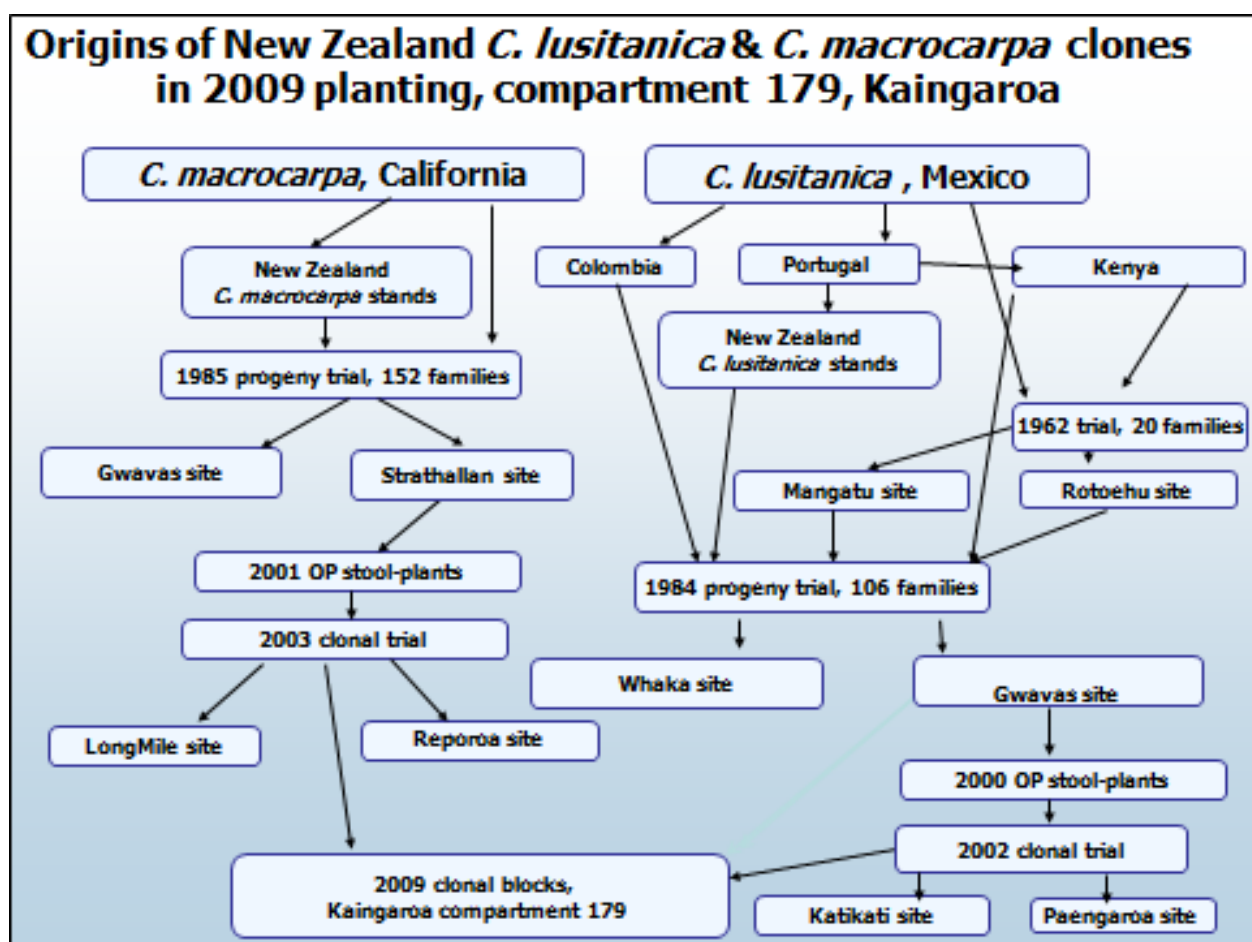 Origins of New Zealand C. lusitanica & C. macrocarpa clones
in 2009 planting, compartment 179, Kaingaroa
C. macrocarpa, California
C. lusitanica , Mexico
New Zealand
C. macrocarpa stands
Colombia
Portugal
Kenya
New Zealand
C. lusitanica stands
1985 progeny trial, 152 families
1962 trial, 20 families
Gwavas site
Strathallan site
Mangatu site
Rotoehu site
2001 OP stool-plants
1984 progeny trial, 106 families
2003 clonal trial
Whaka site
Gwavas site
LongMile site
Reporoa site
2000 OP stool-plants
2002 clonal trial
2009 clonal blocks,
Kaingaroa compartment 179
Katikati site
Paengaroa site